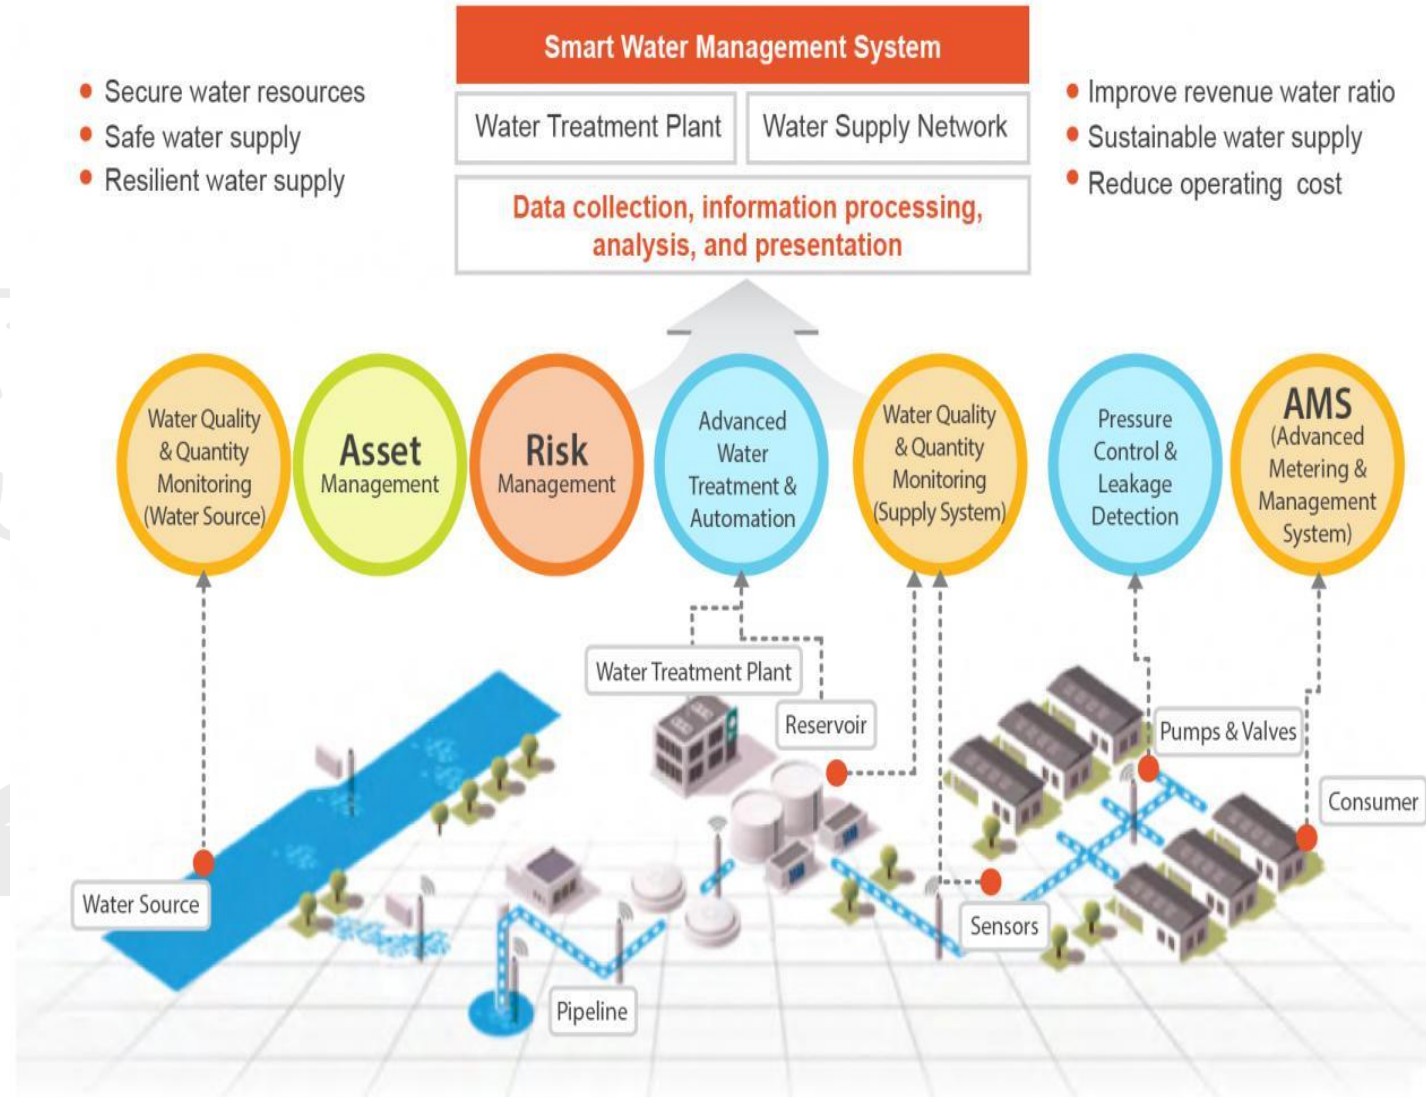 Smart Water Management System
Secure water resources
Safe water supply
Resilient water supply
Water Treatment Plant
Water Supply Network
Improve revenue water ratio
Sustainable water supply
Reduce operating cost
Data collection, information processing,
analysis, and presentation
Water Quality
& Quantity
Monitoring
(Water Source)
Asset
Management
Risk
Management
Advanced
Water
Treatment &
Automation
Water Quality
& Quantity
Monitoring
(Supply System)
Pressure
Control &
Leakage
Detection
AMS
(Advanced
Metering &
Management
System)
Water Treatment Plant
Reservoir
Pumps & Valves
Consumer
Water Source
Sensors
Pipeline